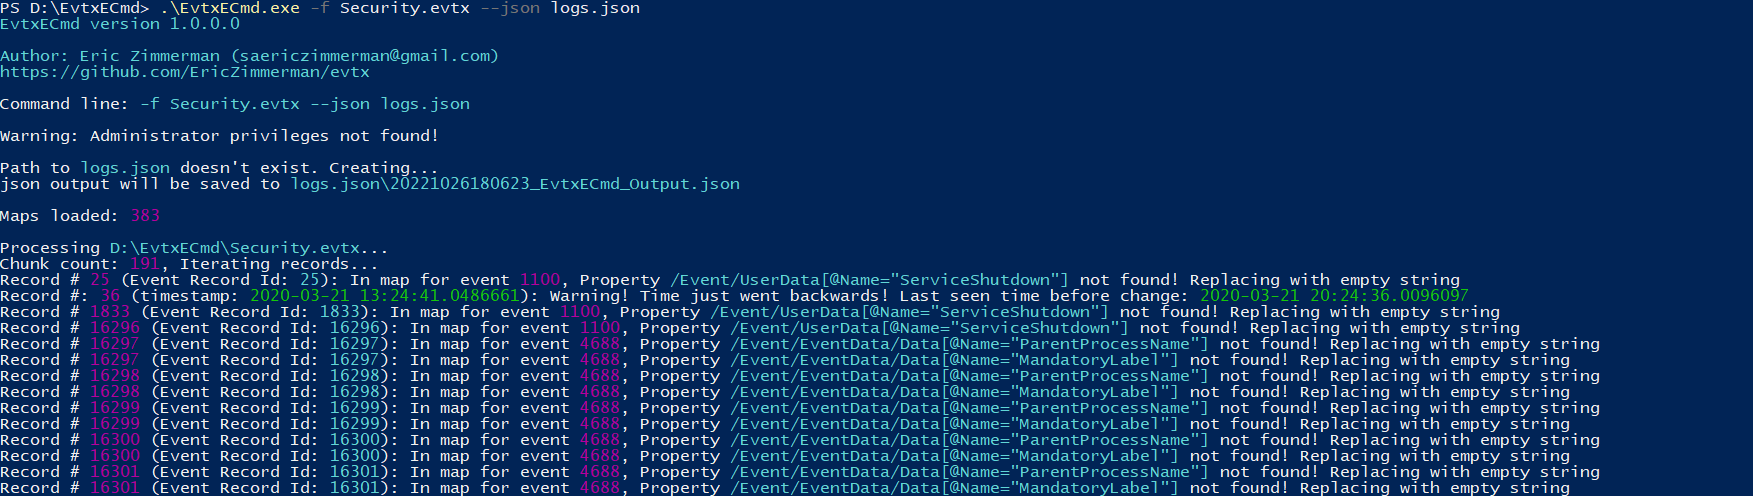 PS D:\EvtxECmd> .\EvtxECmd.exe -f Security.evtx --json logs.json
EvtxECmd version 1.0.0.0
Author: Eric Zimmerman (saericzimmerman@gmail.com)
https://github.com/EricZimmerman/evtx
Command line: -f Security.evtx --json logs.json
Warning: Administrator privileges not found!
Path to logs.json doesn't exist. Creating...
json output will be saved to logs.json\20221026180623_EvtxECmd_Output.json
Maps loaded: 383
Processing D:\EvtxECmd\Security.evtx...
Chunk count: 191, Iterating records...
Record # 25 (Event Record Id: 25): In map for event 1100, Property /Event/UserData[@Name="ServiceShutdown"] not found! Replacing with empty string
Record #: 36 (timestamp: 2020-03-21 13:24:41.0486661): Warning! Time just went backwards! Last seen time before change: 2020-03-21 20:24:36.0096097
Record # 1833 (Event Record Id: 1833): In map for event 1100, Property /Event/UserData[@Name="ServiceShutdown"] not found! Replacing with empty string
Record # 16296 (Event Record Id: 16296): In map for event 1100, Property /Event/UserData[@Name="ServiceShutdown"] not found! Replacing with empty string
Record # 16297 (Event Record Id: 16297): In map for event 4688, Property /Event/EventData/Data[@Name="ParentProcessName"] not found! Replacing with empty string
Record # 16297 (Event Record Id: 16297): In map for event 4688, Property /Event/EventData/Data[@Name="MandatoryLabel"] not found! Replacing with empty string
Record # 16298 (Event Record Id: 16298): In map for event 4688, Property /Event/EventData/Data[@Name="ParentProcessName"] not found! Replacing with empty string
Record # 16298 (Event Record Id: 16298): In map for event 4688, Property /Event/EventData/Data[@Name="MandatoryLabel"] not found! Replacing with empty string
Record # 16299 (Event Record Id: 16299): In map for event 4688, Property /Event/EventData/Data[@Name="ParentProcessName"] not found! Replacing with empty string
Record # 16299 (Event Record Id: 16299): In map for event 4688, Property /Event/EventData/Data[@Name="MandatoryLabel"] not found! Replacing with empty string
Record # 16300 (Event Record Id: 16300): In map for event 4688, Property /Event/EventData/Data[@Name="ParentProcessName"] not found! Replacing with empty string
Record # 16300 (Event Record Id: 16300): In map for event 4688, Property /Event/EventData/Data[@Name="MandatoryLabel"] not found! Replacing with empty string
Record # 16301 (Event Record Id: 16301): In map for event 4688, Property /Event/EventData/Data[@Name="ParentProcessName"] not found! Replacing with empty string
Record # 16301 (Event Record Id: 16301): In map for event 4688, Property /Event/EventData/Data[@Name="MandatoryLabel"] not found! Replacing with empty string